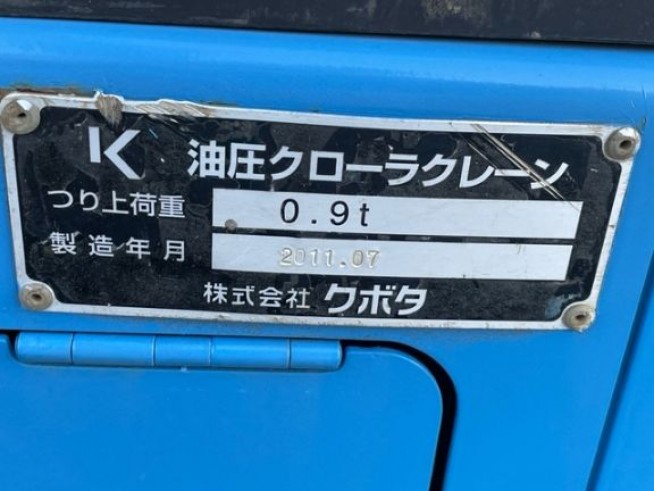 K 油圧クローラクレーン
つり上荷重 0.9t
製造年月 2011.07
株式会社 クボタ